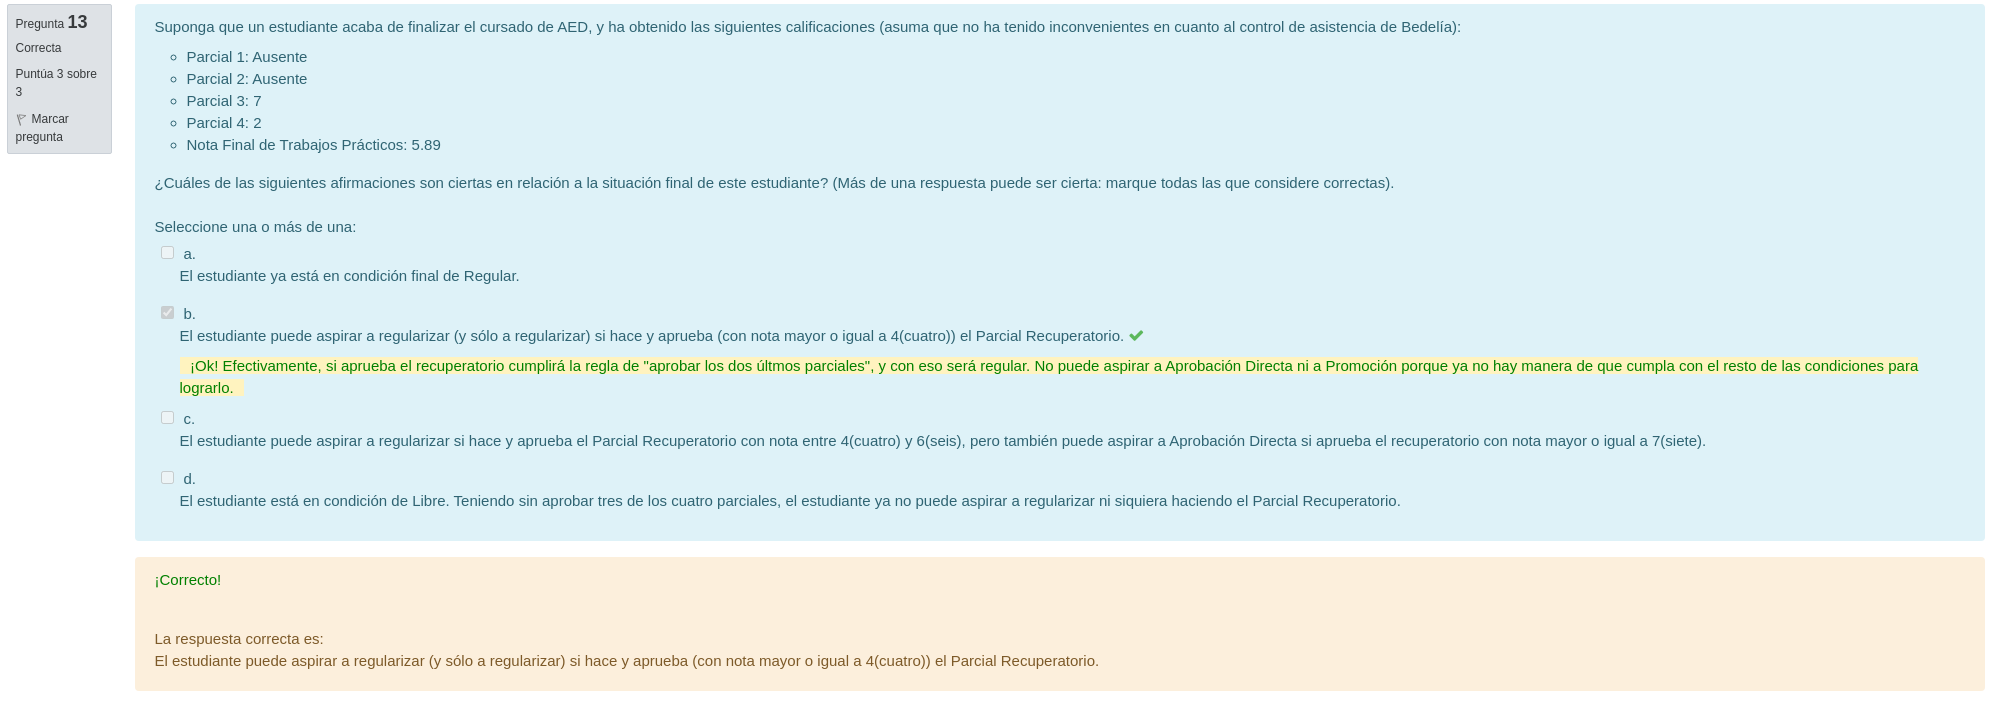 Pregunta 13
Correcta
Puntúa 3 sobre
3
Marcar
pregunta
Suponga que un estudiante acaba de finalizar el cursado de AED, y ha obtenido las siguientes calificaciones (asuma que no ha tenido inconvenientes en cuanto al control de asistencia de Bedelía):
Parcial 1: Ausente
Parcial 2: Ausente
Parcial 3: 7
Parcial 4: 2
Nota Final de Trabajos Prácticos: 5.89
¿Cuáles de las siguientes afirmaciones son ciertas en relación a la situación final de este estudiante? (Más de una respuesta puede ser cierta: marque todas las que considere correctas).
Seleccione una o más de una:
a.
El estudiante ya está en condición final de Regular.
b.
El estudiante puede aspirar a regularizar (y sólo a regularizar) si hace y aprueba (con nota mayor o igual a 4(cuatro)) el Parcial Recuperatorio.
¡Ok! Efectivamente, si aprueba el recuperatorio cumplirá la regla de "aprobar los dos últmos parciales", y con eso será regular. No puede aspirar a Aprobación Directa ni a Promoción porque ya no hay manera de que cumpla con el resto de las condiciones para
lograrlo.
c.
El estudiante puede aspirar a regularizar si hace y aprueba el Parcial Recuperatorio con nota entre 4(cuatro) y 6(seis), pero también puede aspirar a Aprobación Directa si aprueba el recuperatorio con nota mayor o igual a 7(siete).
d.
El estudiante está en condición de Libre. Teniendo sin aprobar tres de los cuatro parciales, el estudiante ya no puede aspirar a regularizar ni siquiera haciendo el Parcial Recuperatorio.
¡Correcto!
La respuesta correcta es:
El estudiante puede aspirar a regularizar (y sólo a regularizar) si hace y aprueba (con nota mayor o igual a 4(cuatro)) el Parcial Recuperatorio.